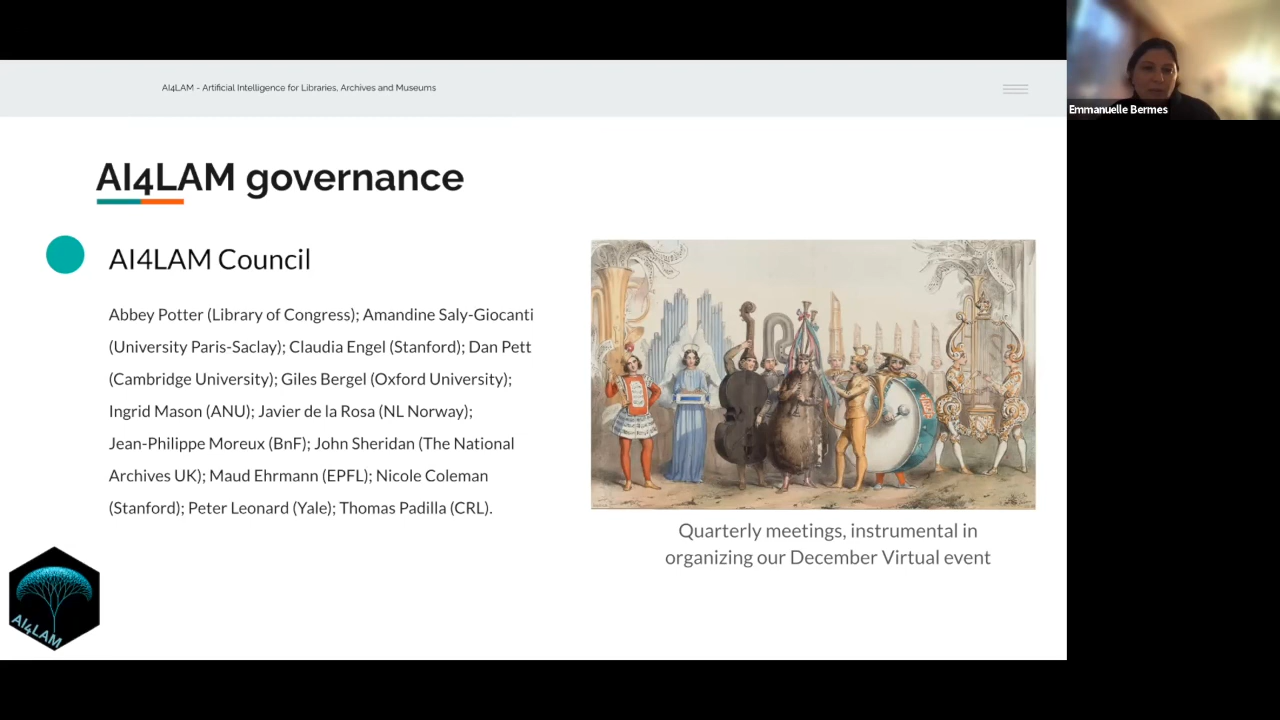 AI4LAM - Artificial Intelligence for Libraries, Archives and Museums
Emmanuelle Bermes
AI4LAM governance
AI4LAM Council
Abbey Potter (Library of Congress); Amandine Saly-Giocanti
(University Paris-Saclay); Claudia Engel (Stanford); Dan Pett
(Cambridge University); Giles Bergel (Oxford University);
Ingrid Mason (ANU); Javier de la Rosa (NL Norway);
Jean-Philippe Moreux (BnF); John Sheridan (The National
Archives UK); Maud Ehrmann (EPFL); Nicole Coleman
(Stanford); Peter Leonard (Yale); Thomas Padilla (CRL).
Quarterly meetings, instrumental in
organizing our December Virtual event
AI4LAM